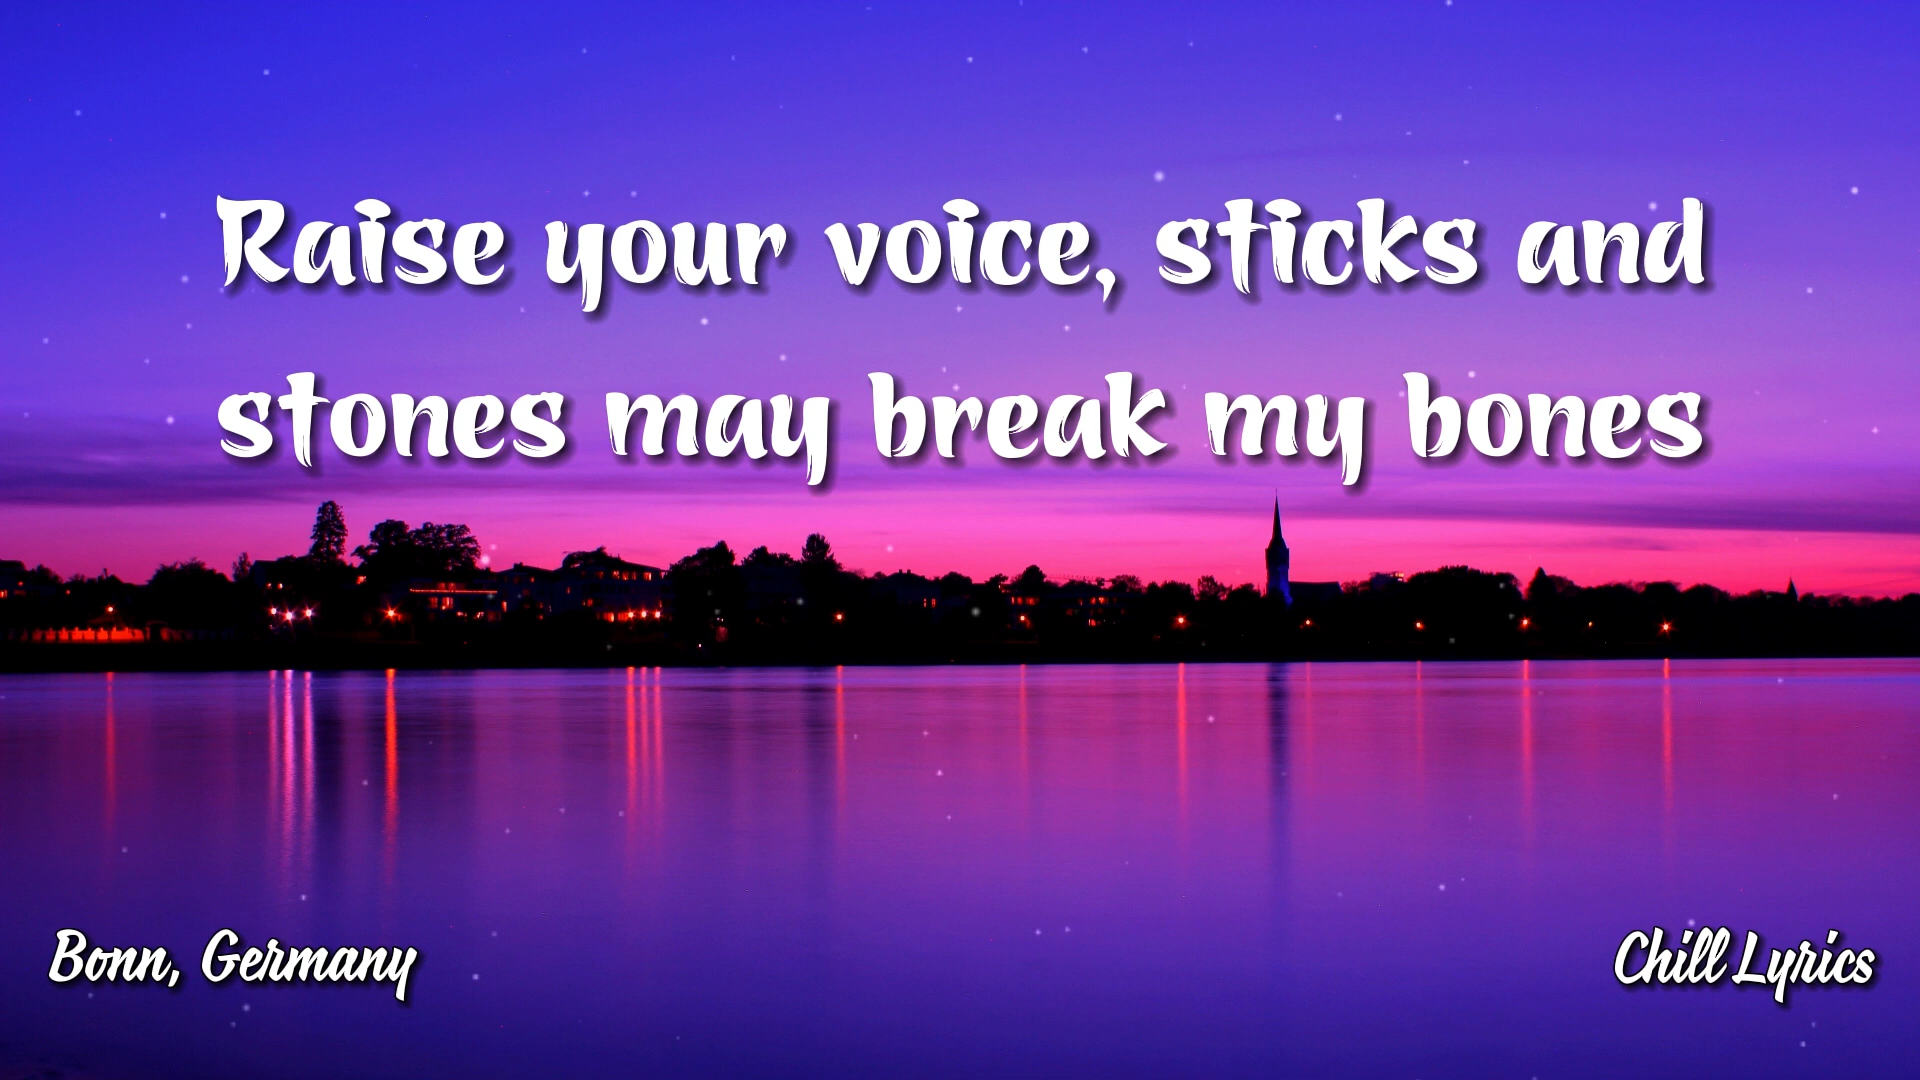 Raise your voice, sticks and
stones may break my bones
Bonn, Germany
Chill Lyrics